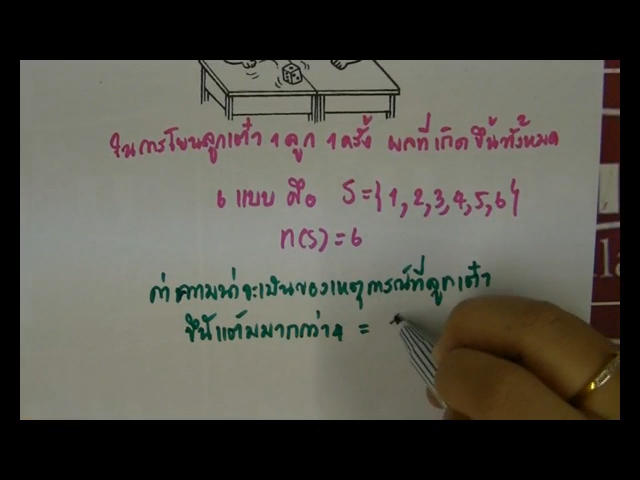 ในการโยนลูกเต๋า 1 ลูก 1 ครั้ง ผลที่เกิดขึ้นทั้งหมด
6 แบบ คือ S={1,2,3,4,5,6}
n(S)=6
ค่าความน่าจะเป็นของเหตุการณ์ที่ลูกเต๋า
ขึ้นแต้มมากกว่า 4 =